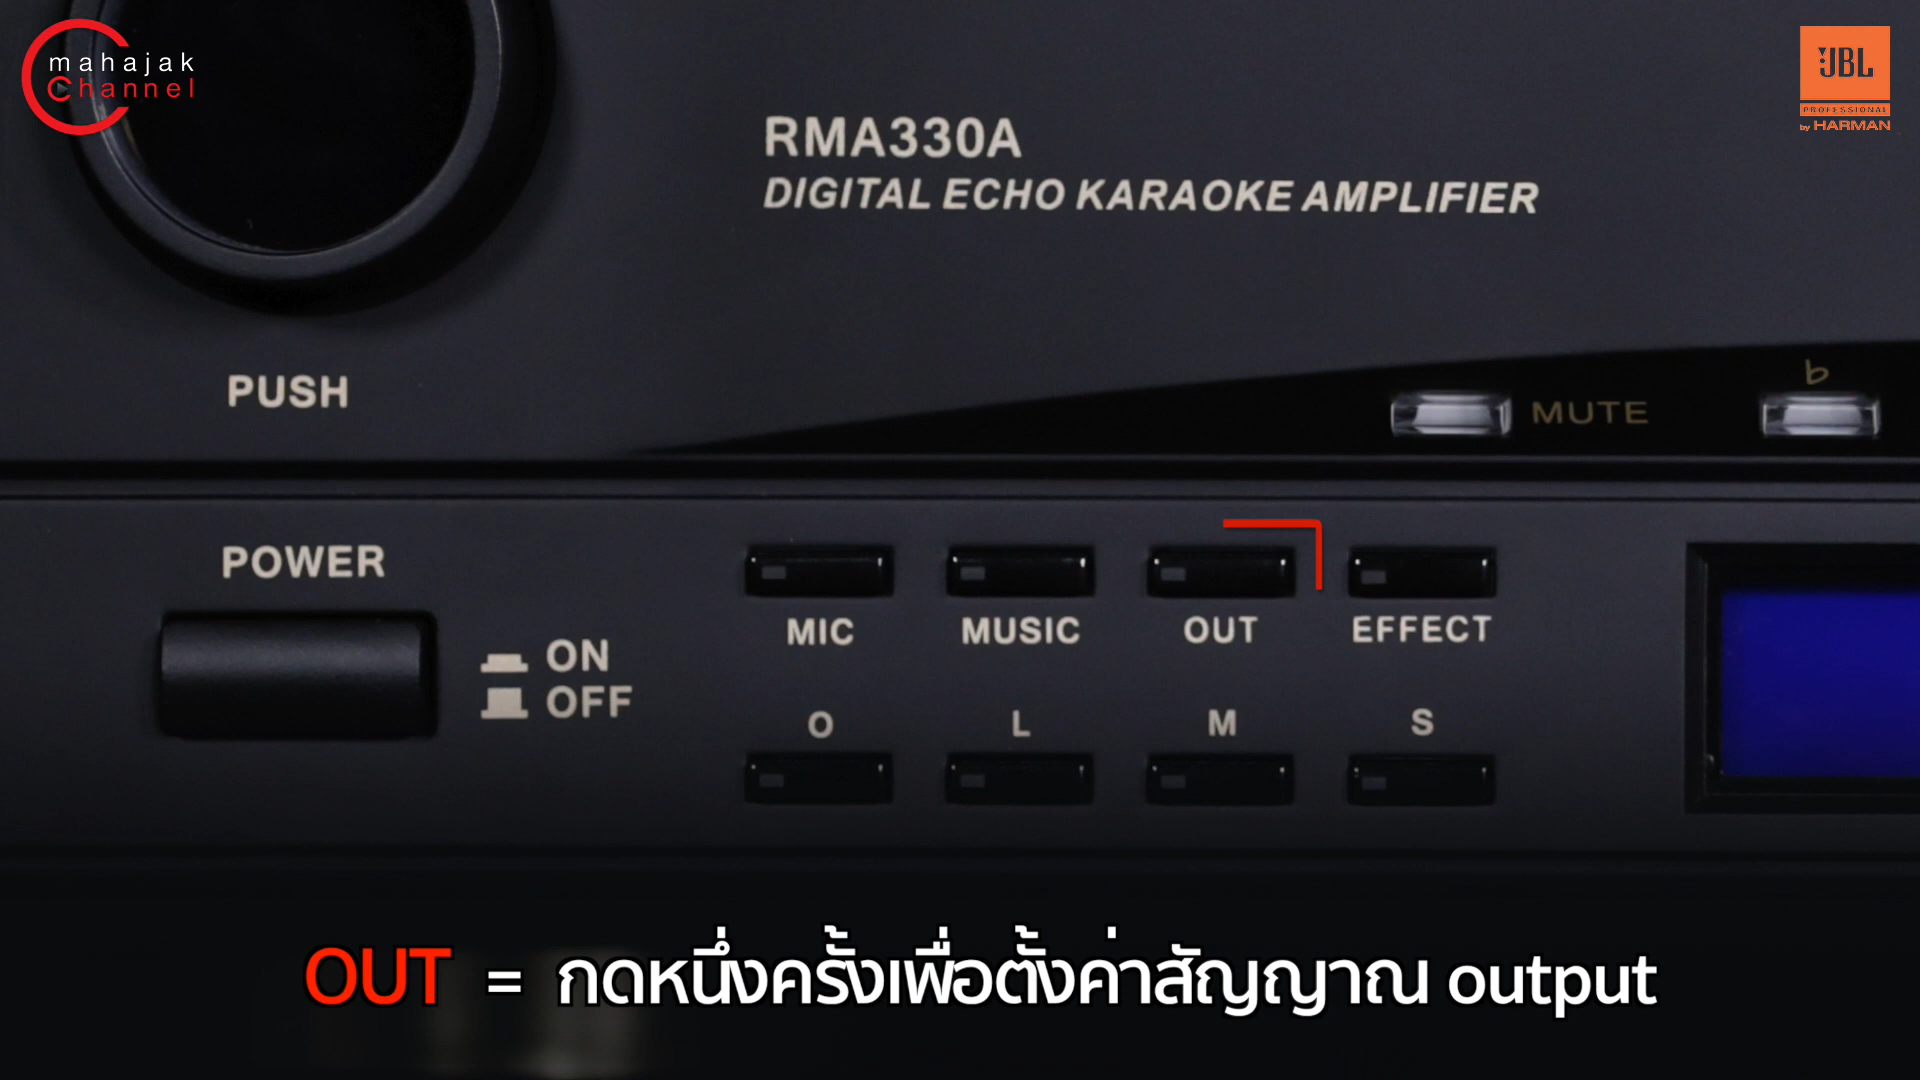 mahajak
Channel
JBL
PROFESSIONAL
by HARMAN
RMA330A
DIGITAL ECHO KARAOKE AMPLIFIER
PUSH
MUTE
♭
POWER
ON
OFF
MIC
MUSIC
OUT
EFFECT
O
L
M
S
OUT = กดหนึ่งครั้งเพื่อตั้งค่าสัญญาณ output